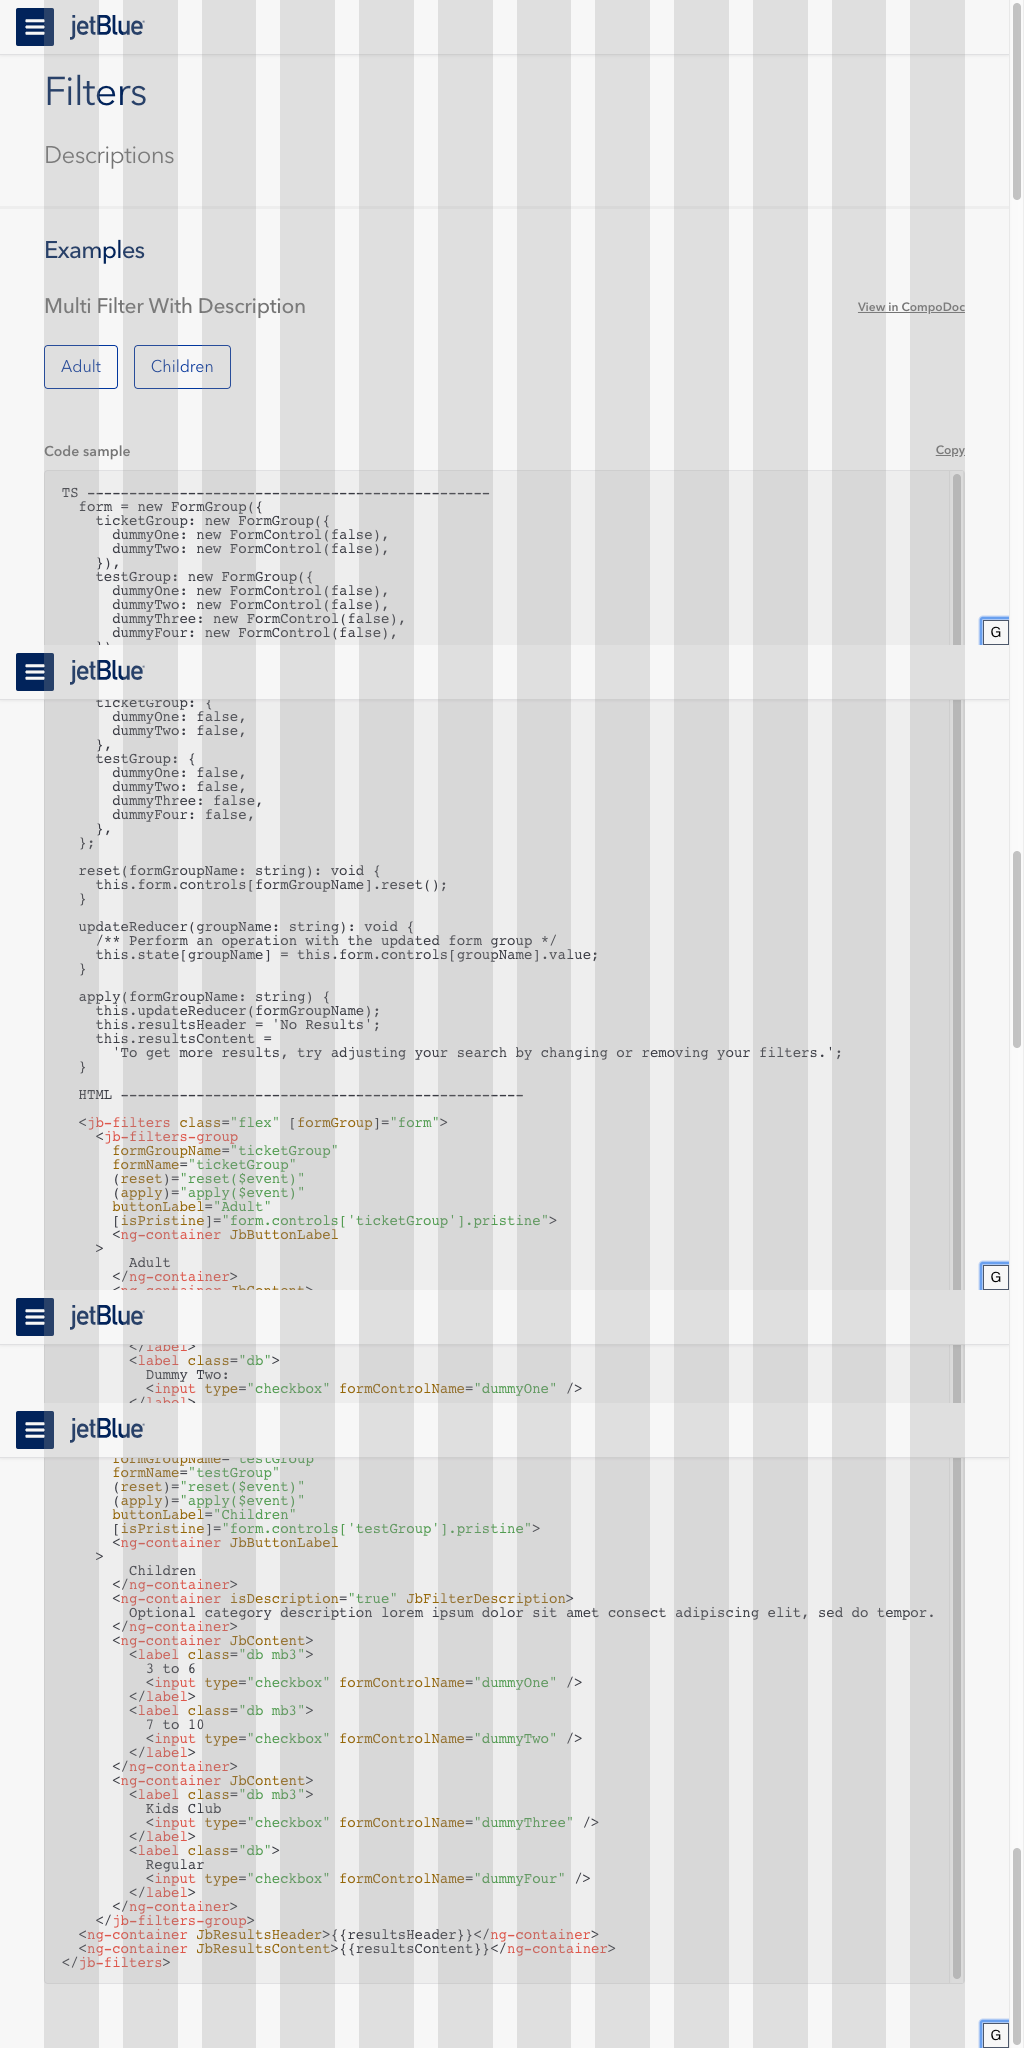 jetBlue
Filters
Descriptions
Examples
Multi Filter With Description
View in CompoDoc
Adult
Children
Code sample
Copy
TS ------------------------------------------------
form = new FormGroup({
ticketGroup: new FormGroup({
dummyOne: new FormControl(false),
dummyTwo: new FormControl(false),
}),
testGroup: new FormGroup({
dummyOne: new FormControl(false),
dummyTwo: new FormControl(false),
dummyThree: new FormControl(false),
dummyFour: new FormControl(false),
G
jetBlue
ticketGroup: {
dummyOne: false,
dummyTwo: false,
},
testGroup: {
dummyOne: false,
dummyTwo: false,
dummyThree: false,
dummyFour: false,
},
};
reset(formGroupName: string): void {
this.form.controls[formGroupName].reset();
}
updateReducer(groupName: string): void {
/** Perform an operation with the updated form group */
this.state[groupName] = this.form.controls[groupName].value;
}
apply(formGroupName: string) {
this.updateReducer(formGroupName);
this.resultsHeader = 'No Results';
this.resultsContent =
'To get more results, try adjusting your search by changing or removing your filters.';
}
HTML ------------------------------------------------
<jb-filters class="flex" [formGroup]="form">
<jb-filters-group
formGroupName="ticketGroup"
formName="ticketGroup"
(reset)="reset($event)"
(apply)="apply($event)"
buttonLabel="Adult"
[isPristine]="form.controls['ticketGroup'].pristine">
<ng-container JbButtonLabel
>
Adult
</ng-container>
<ng-container JbContent>
G
jetBlue
</label>
<label class="db">
Dummy Two:
<input type="checkbox" formControlName="dummyOne" />
</label>
jetBlue
formGroupName="testGroup"
formName="testGroup"
(reset)="reset($event)"
(apply)="apply($event)"
buttonLabel="Children"
[isPristine]="form.controls['testGroup'].pristine">
<ng-container JbButtonLabel
>
Children
</ng-container>
<ng-container isDescription="true" JbFilterDescription>
Optional category description lorem ipsum dolor sit amet consect adipiscing elit, sed do tempor.
</ng-container>
<ng-container JbContent>
<label class="db mb3">
3 to 6
<input type="checkbox" formControlName="dummyOne" />
</label>
<label class="db mb3">
7 to 10
<input type="checkbox" formControlName="dummyTwo" />
</label>
</ng-container>
<ng-container JbContent>
<label class="db mb3">
Kids Club
<input type="checkbox" formControlName="dummyThree" />
</label>
<label class="db">
Regular
<input type="checkbox" formControlName="dummyFour" />
</label>
</ng-container>
</jb-filters-group>
<ng-container JbResultsHeader>{{resultsHeader}}</ng-container>
<ng-container JbResultsContent>{{resultsContent}}</ng-container>
</jb-filters>
G